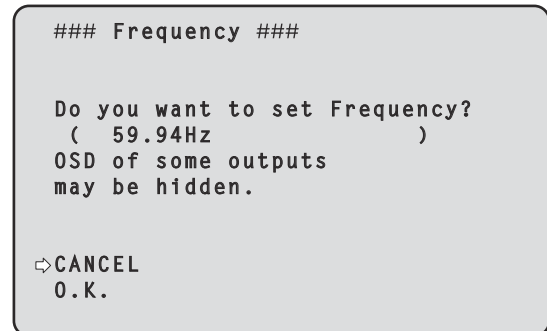 ### Frequency ###
Do you want to set Frequency?
( 59.94Hz )
OSD of some outputs
may be hidden.
⇨CANCEL
O.K.